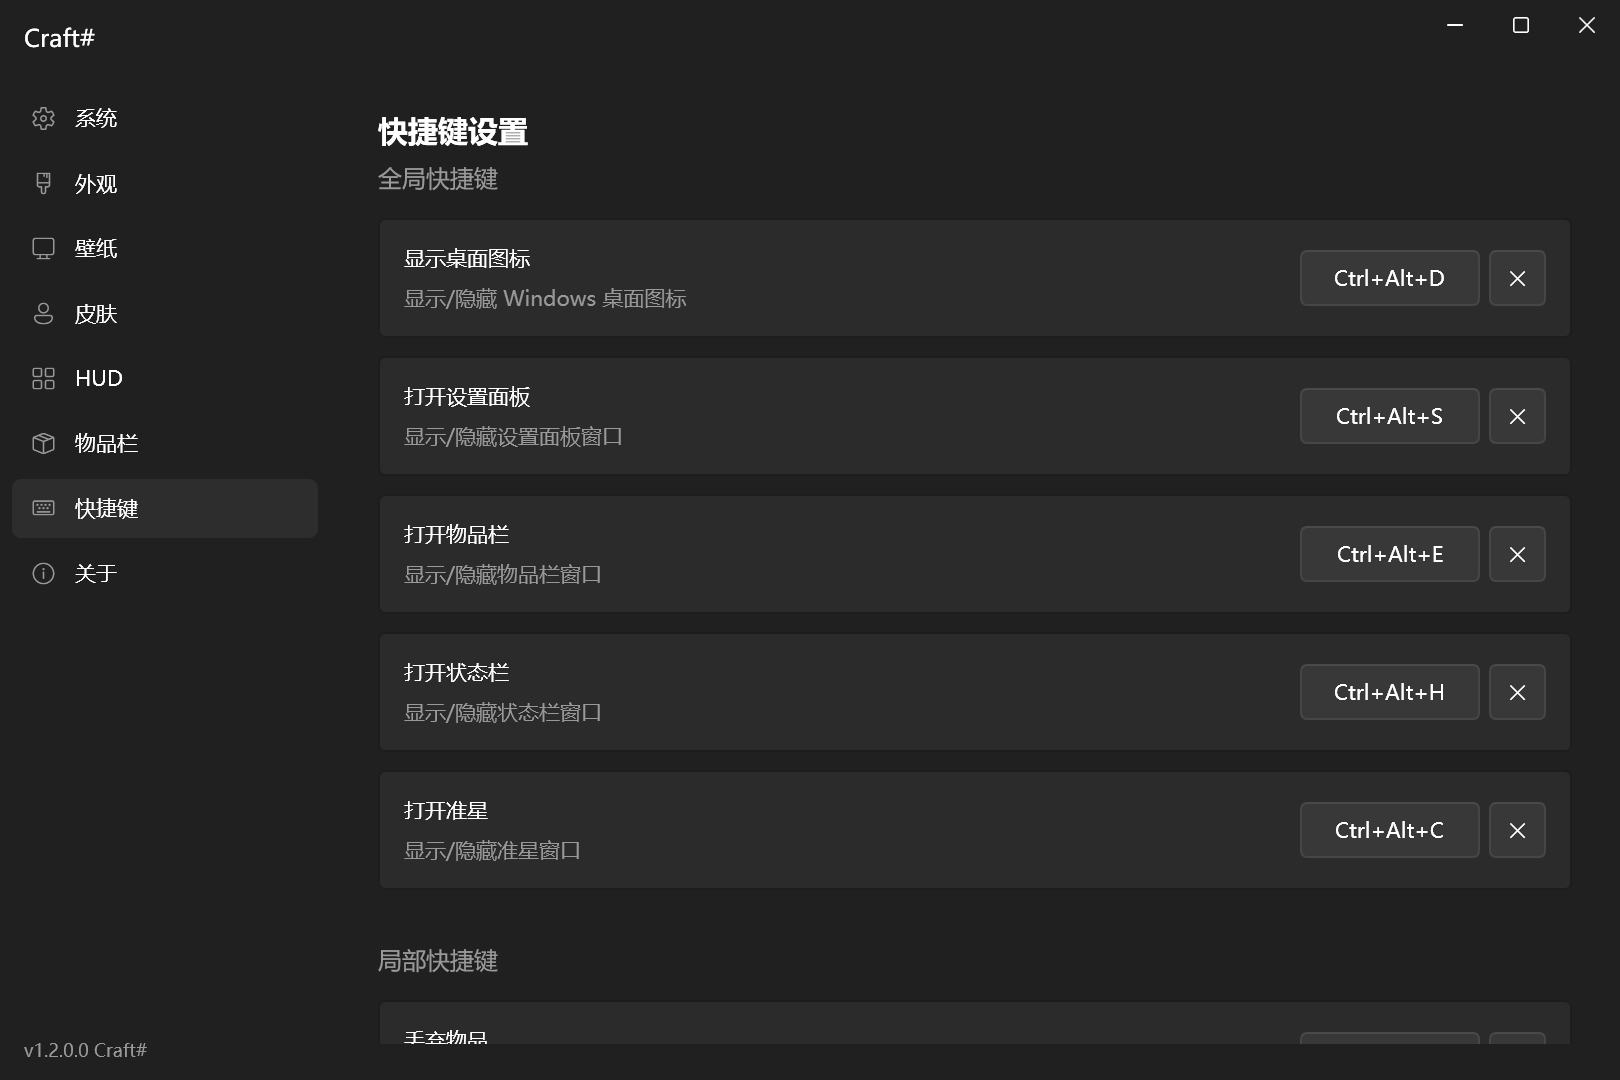 Craft#
系统
外观
壁纸
皮肤
HUD
物品栏
快捷键
关于
v1.2.0.0 Craft#
快捷键设置
全局快捷键
显示桌面图标
显示/隐藏 Windows 桌面图标
Ctrl+Alt+D
打开设置面板
显示/隐藏设置面板窗口
Ctrl+Alt+S
打开物品栏
显示/隐藏物品栏窗口
Ctrl+Alt+E
打开状态栏
显示/隐藏状态栏窗口
Ctrl+Alt+H
打开准星
显示/隐藏准星窗口
Ctrl+Alt+C
局部快捷键
丢弃物品